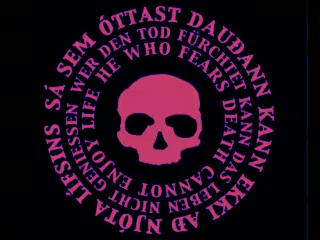 SÁ SEM ÓTTAST DAUÐANN KANN EKKI AÐ NJÓTA LÍFSINS
WER DEN TOD FÜRCHTET KANN DAS LEBEN NICHT GENIESSEN
HE WHO FEARS DEATH CANNOT ENJOY LIFE